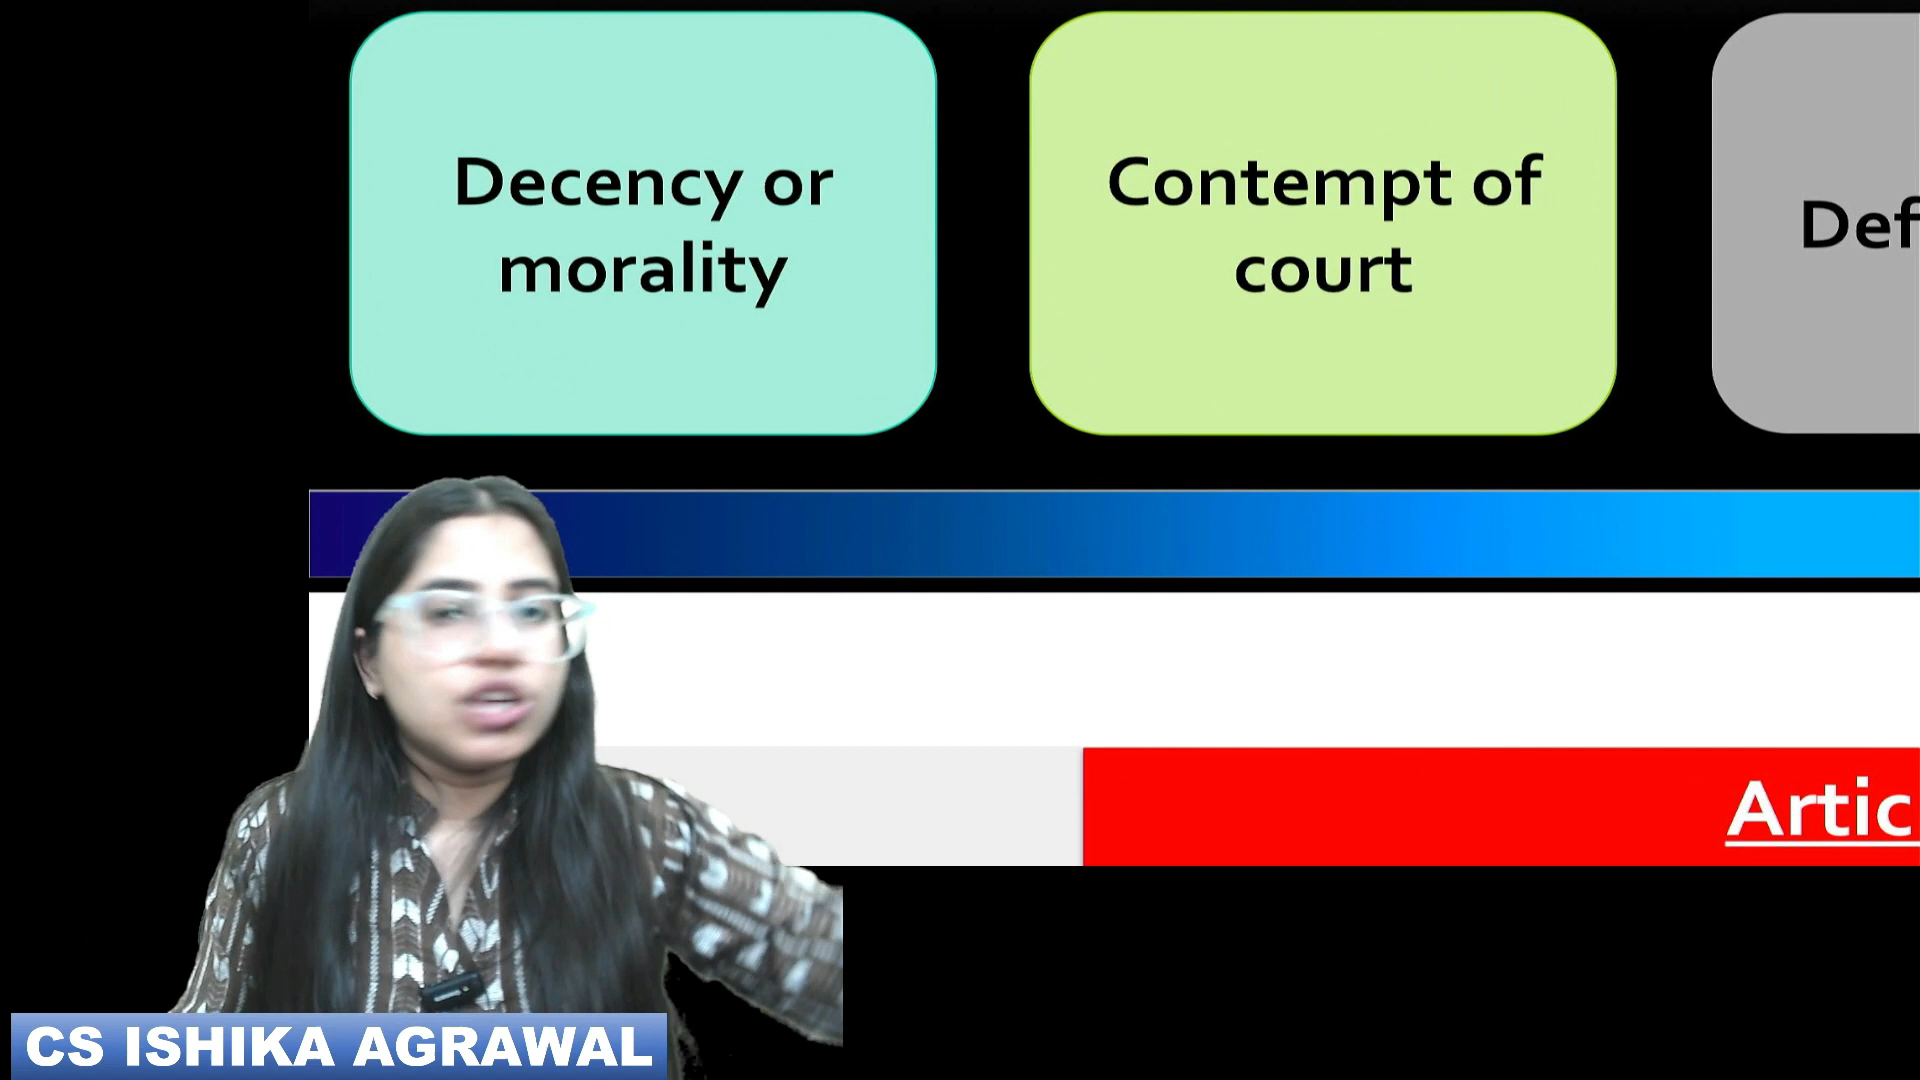 Decency or
morality
Contempt of
court
Def
Artic
CS ISHIKA AGRAWAL